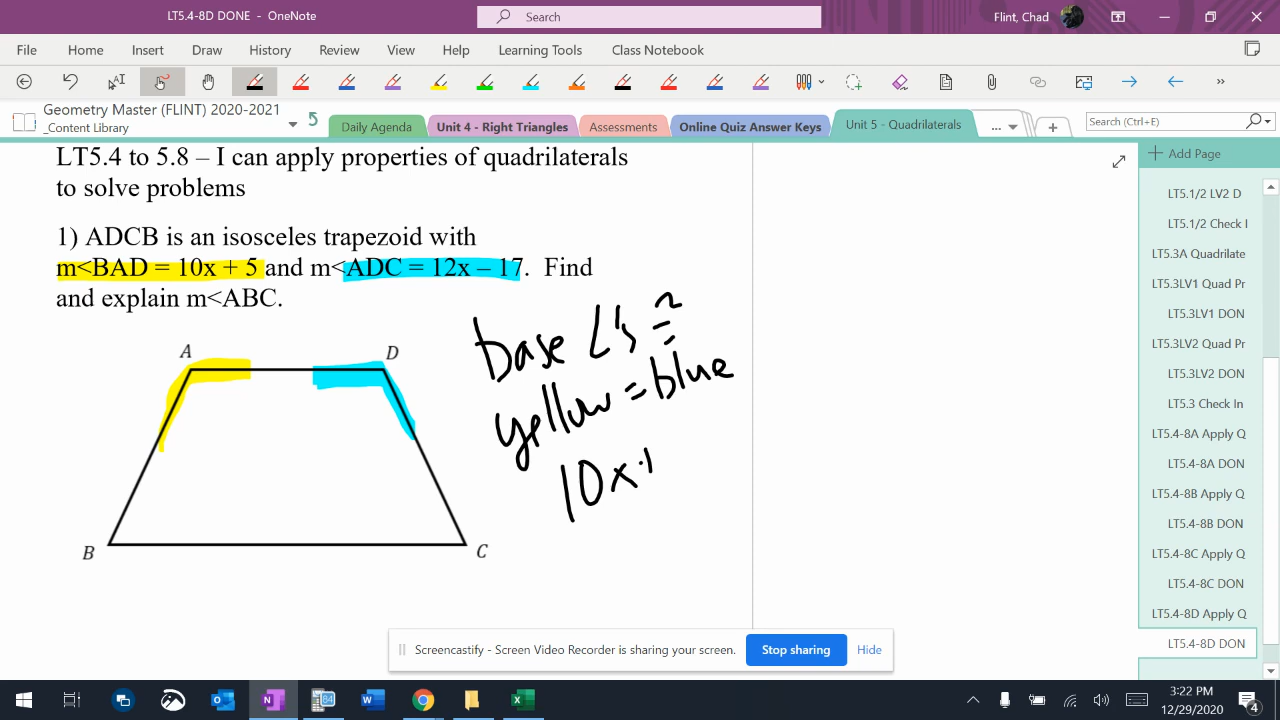 LT5.4-8D DONE - OneNote
Search
Flint, Chad
File Home Insert Draw History Review View Help Learning Tools Class Notebook
Geometry Master (FLINT) 2020-2021
_Content Library
Daily Agenda Unit 4 - Right Triangles Assessments Online Quiz Answer Keys Unit 5 - Quadrilaterals ...
Search (Ctrl+E)
Add Page
LT5.1/2 LV2 D
LT5.1/2 Check I
LT5.3A Quadrilate
LT5.3LV1 Quad Pr
LT5.3LV1 DON
LT5.3LV2 Quad Pr
LT5.3LV2 DON
LT5.3 Check In
LT5.4-8A Apply Q
LT5.4-8A DON
LT5.4-8B Apply Q
LT5.4-8B DON
LT5.4-8C Apply Q
LT5.4-8C DON
LT5.4-8D Apply Q
LT5.4-8D DON
LT5.4 to 5.8 – I can apply properties of quadrilaterals
to solve problems
1) ADCB is an isosceles trapezoid with
m<BAD = 10x + 5 and m<ADC = 12x – 17. Find
and explain m<ABC.
A
D
B
C
base ∠'s ≅
yellow = blue
10x
Screencastify - Screen Video Recorder is sharing your screen.
Stop sharing
Hide
84
3:22 PM
12/29/2020
4